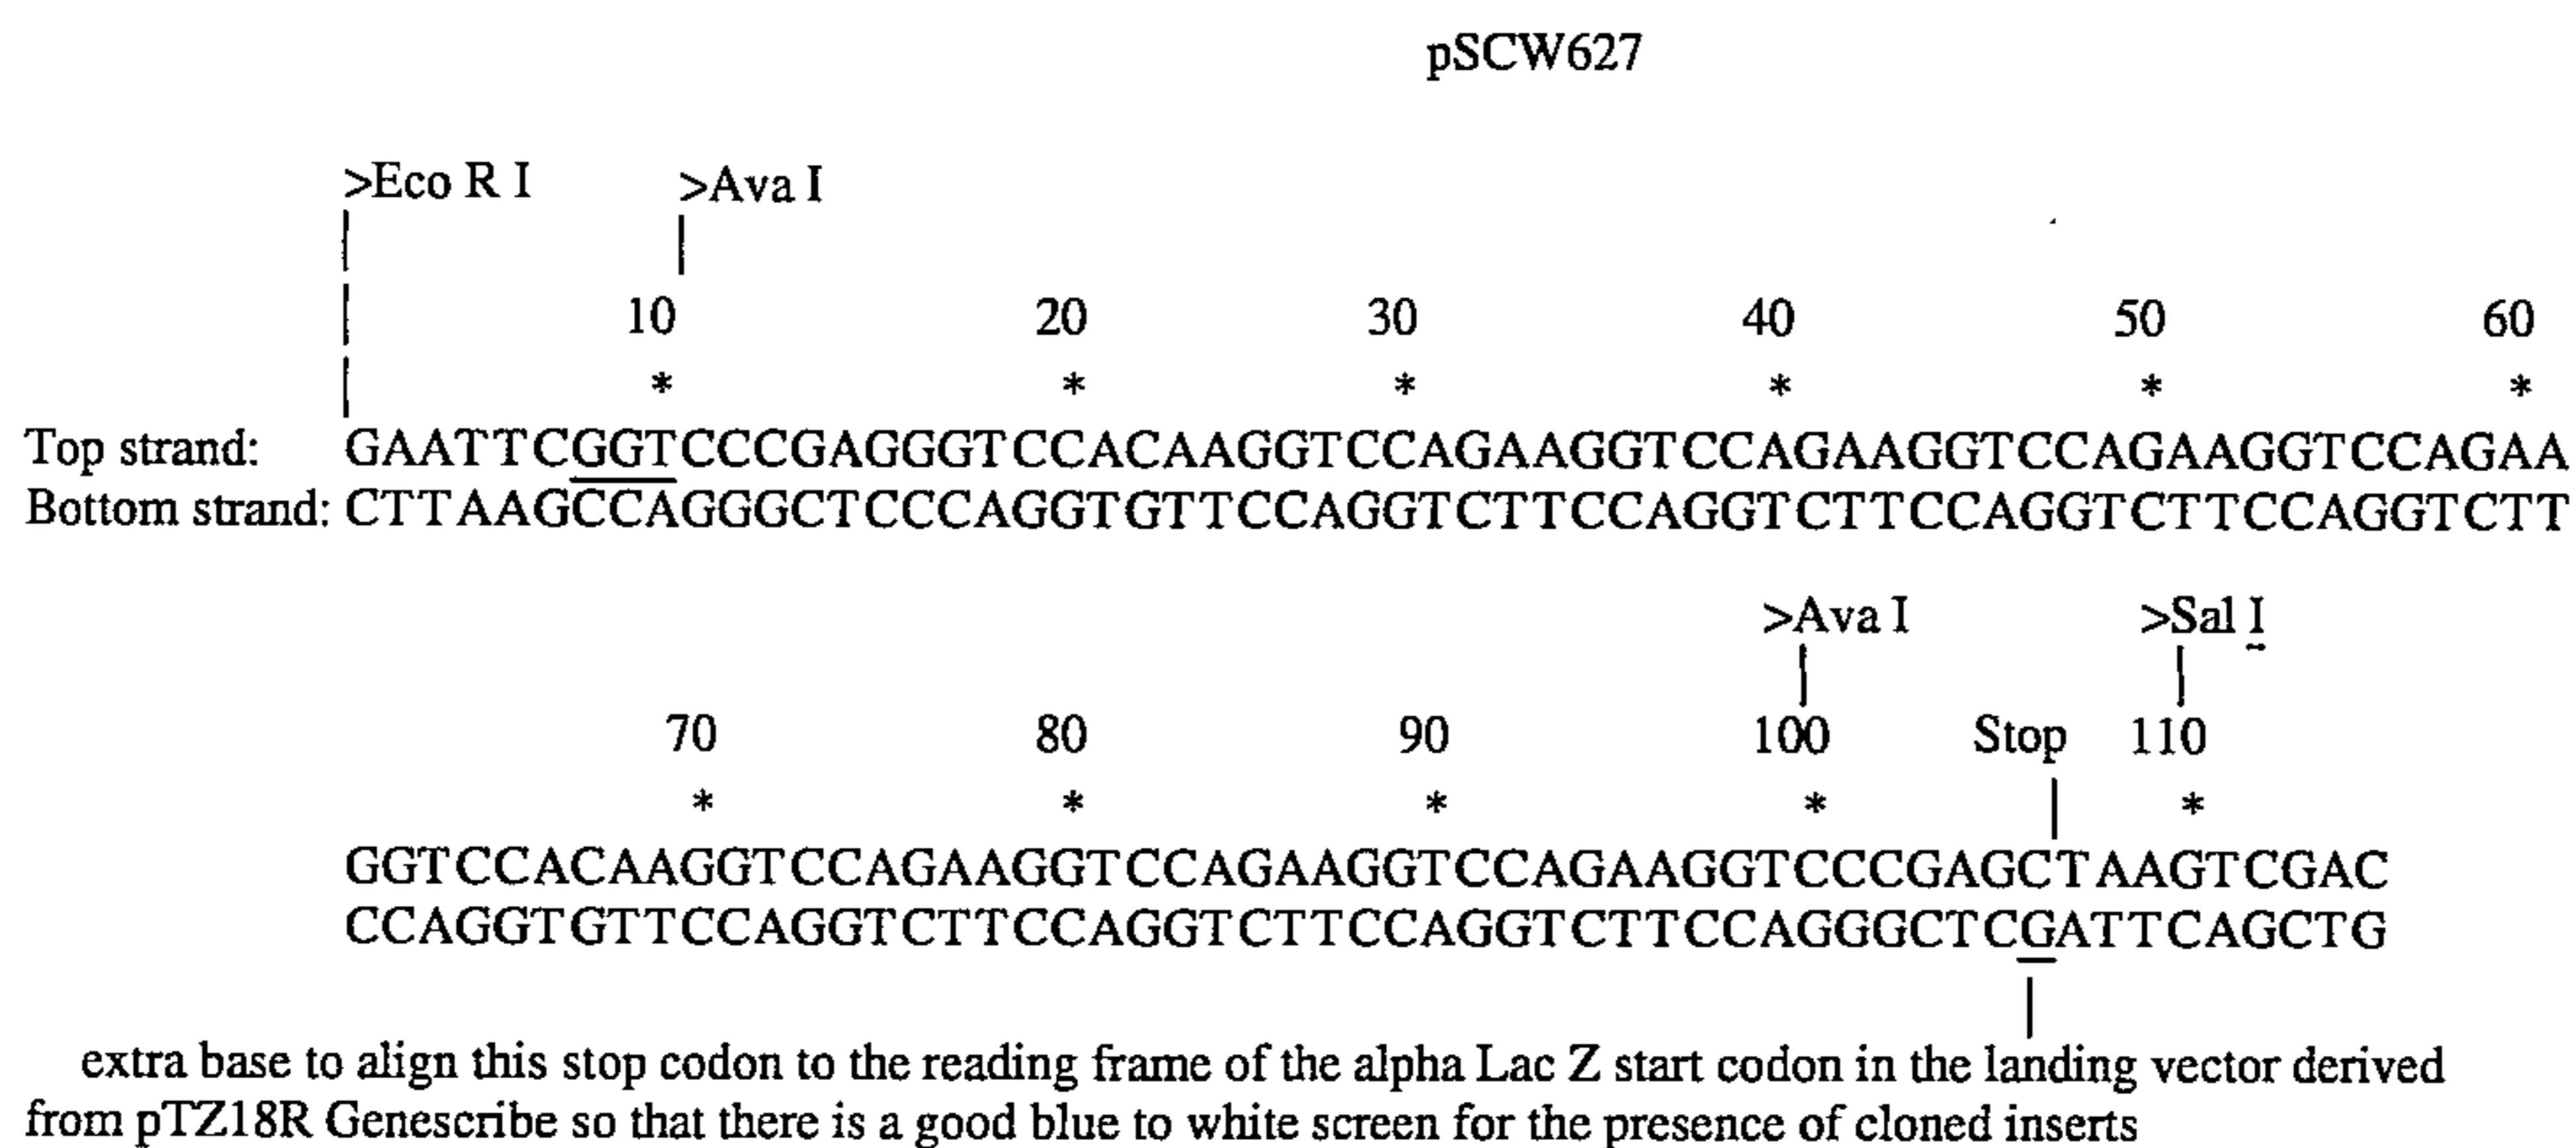 pSCW627
>Eco R I >Ava I
10 20 30 40 50 60
* * * * * *
Top strand: GAATTCGGTCCCGAGGGTCCACAAGGTCCAGAAGGTCCAGAAGGTCCAGAAGGTCCAGAA
Bottom strand: CTTAAGCCAGGGCTCCCAGGTGTTCCAGGTCTTCCAGGTCTTCCAGGTCTTCCAGGTCTT
>Ava I >Sal I
70 80 90 100 Stop 110
* * * * *
GGTCCACAAGGTCCAGAAGGTCCAGAAGGTCCAGAAGGTCCCGAGCTAAGTCGAC
CCAGGTGTTCCAGGTCTTCCAGGTCTTCCAGGTCTTCCAGGGCTCGATTCAGCTG
extra base to align this stop codon to the reading frame of the alpha Lac Z start codon in the landing vector derived
from pTZ18R Genescribe so that there is a good blue to white screen for the presence of cloned inserts